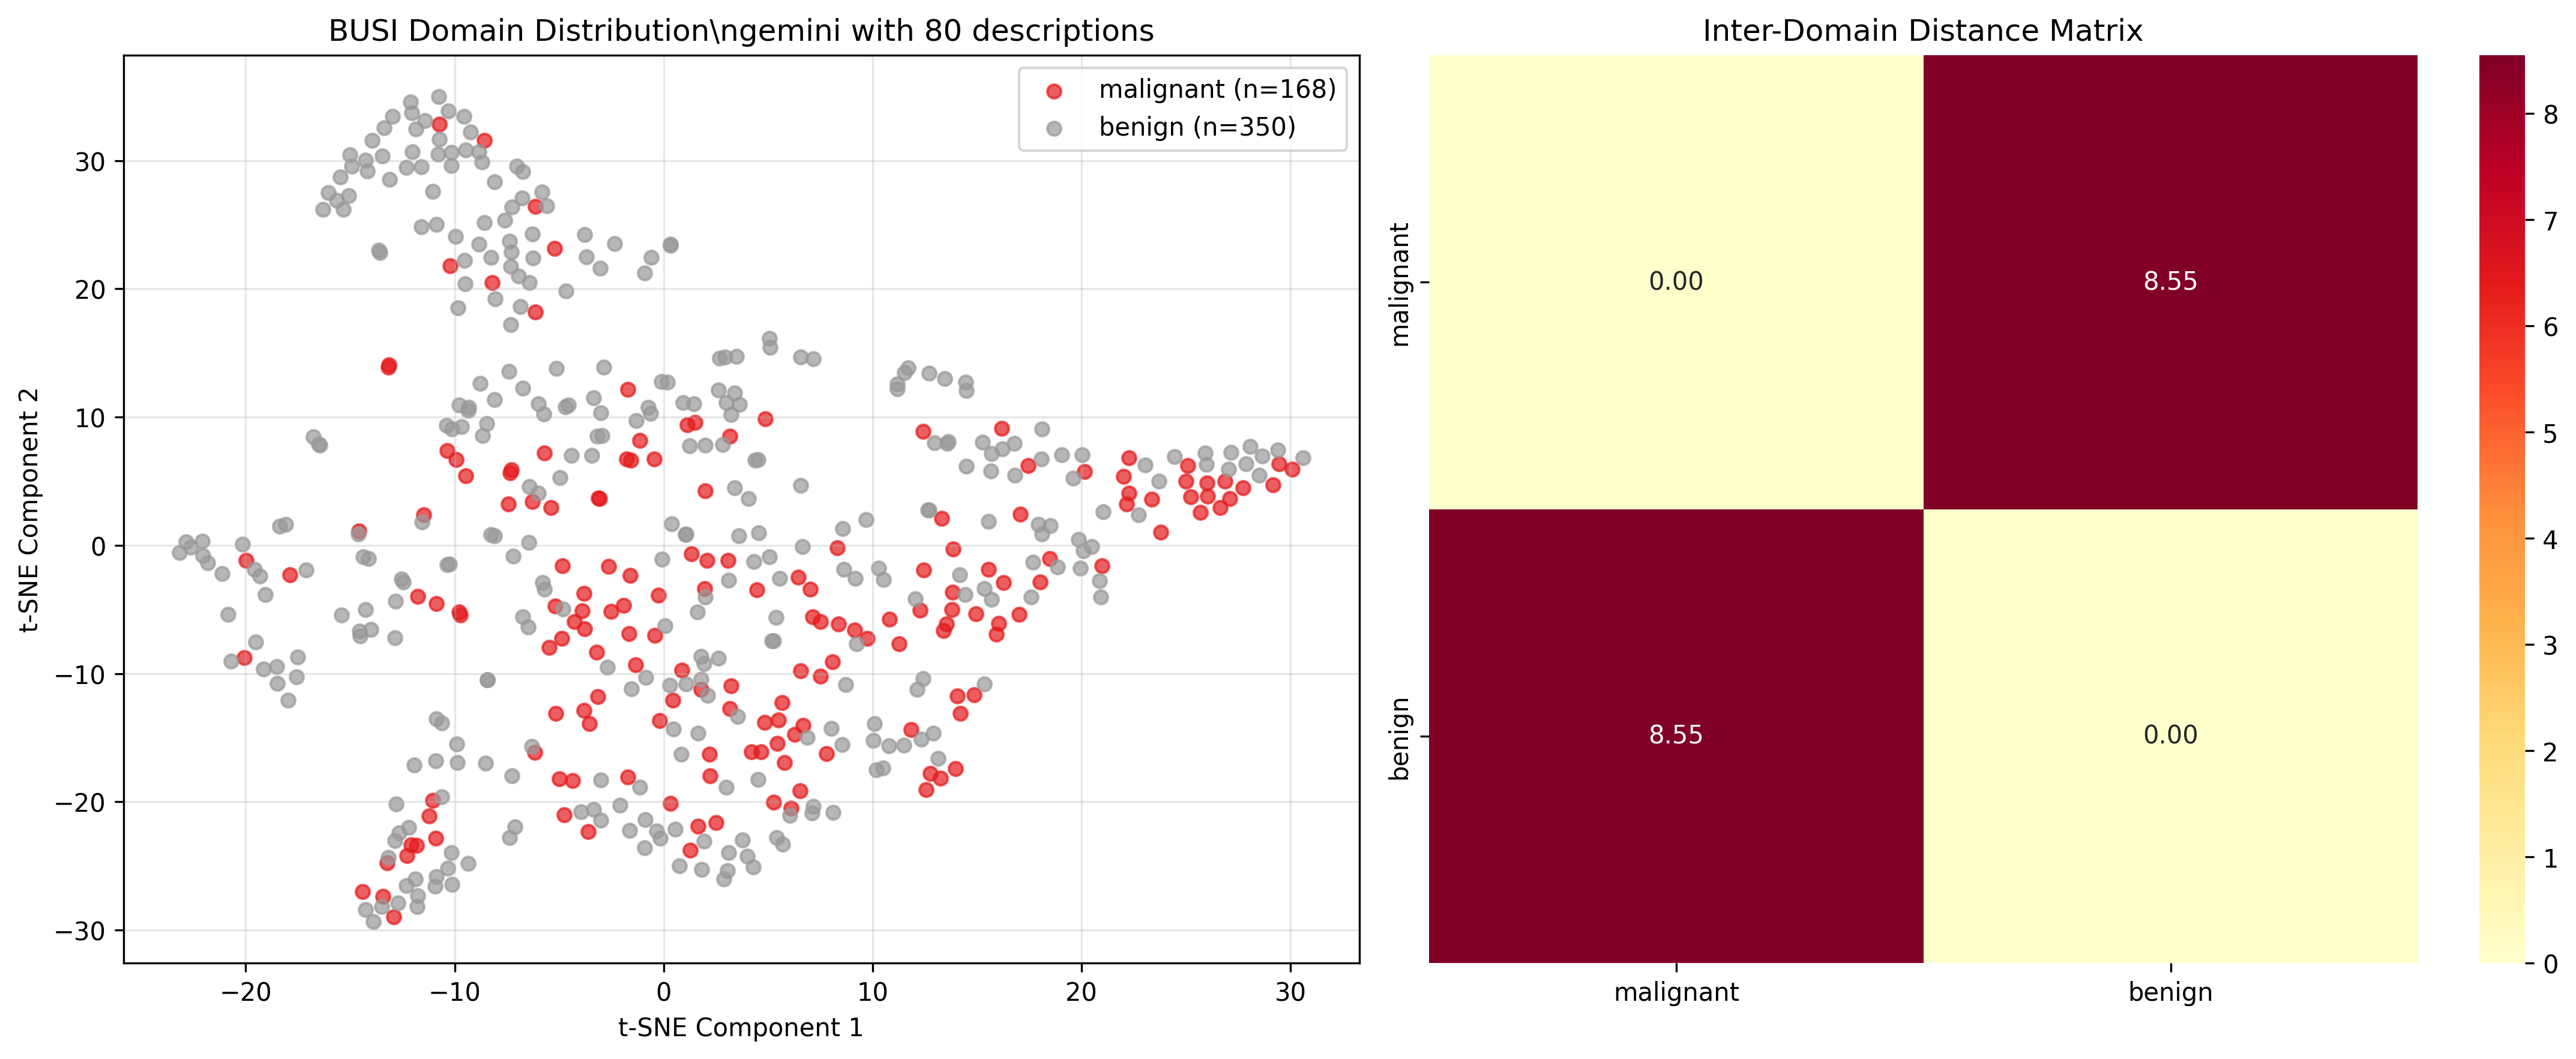 BUSI Domain Distribution\ngemini with 80 descriptions
malignant (n=168)
benign (n=350)
t-SNE Component 2
30
20
10
0
−10
−20
−30
−20
−10
0
10
20
30
t-SNE Component 1
Inter-Domain Distance Matrix
malignant
benign
0.00
8.55
8.55
0.00
malignant
benign
8
7
6
5
4
3
2
1
0